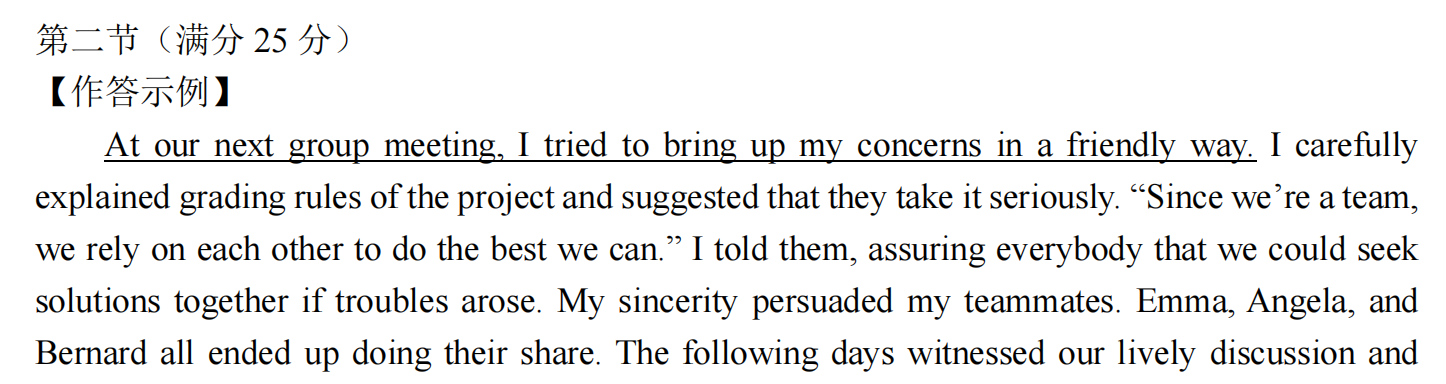 第二节（满分 25 分）
【作答示例】
At our next group meeting, I tried to bring up my concerns in a friendly way. I carefully
explained grading rules of the project and suggested that they take it seriously. “Since we’re a team,
we rely on each other to do the best we can.” I told them, assuring everybody that we could seek
solutions together if troubles arose. My sincerity persuaded my teammates. Emma, Angela, and
Bernard all ended up doing their share. The following days witnessed our lively discussion and